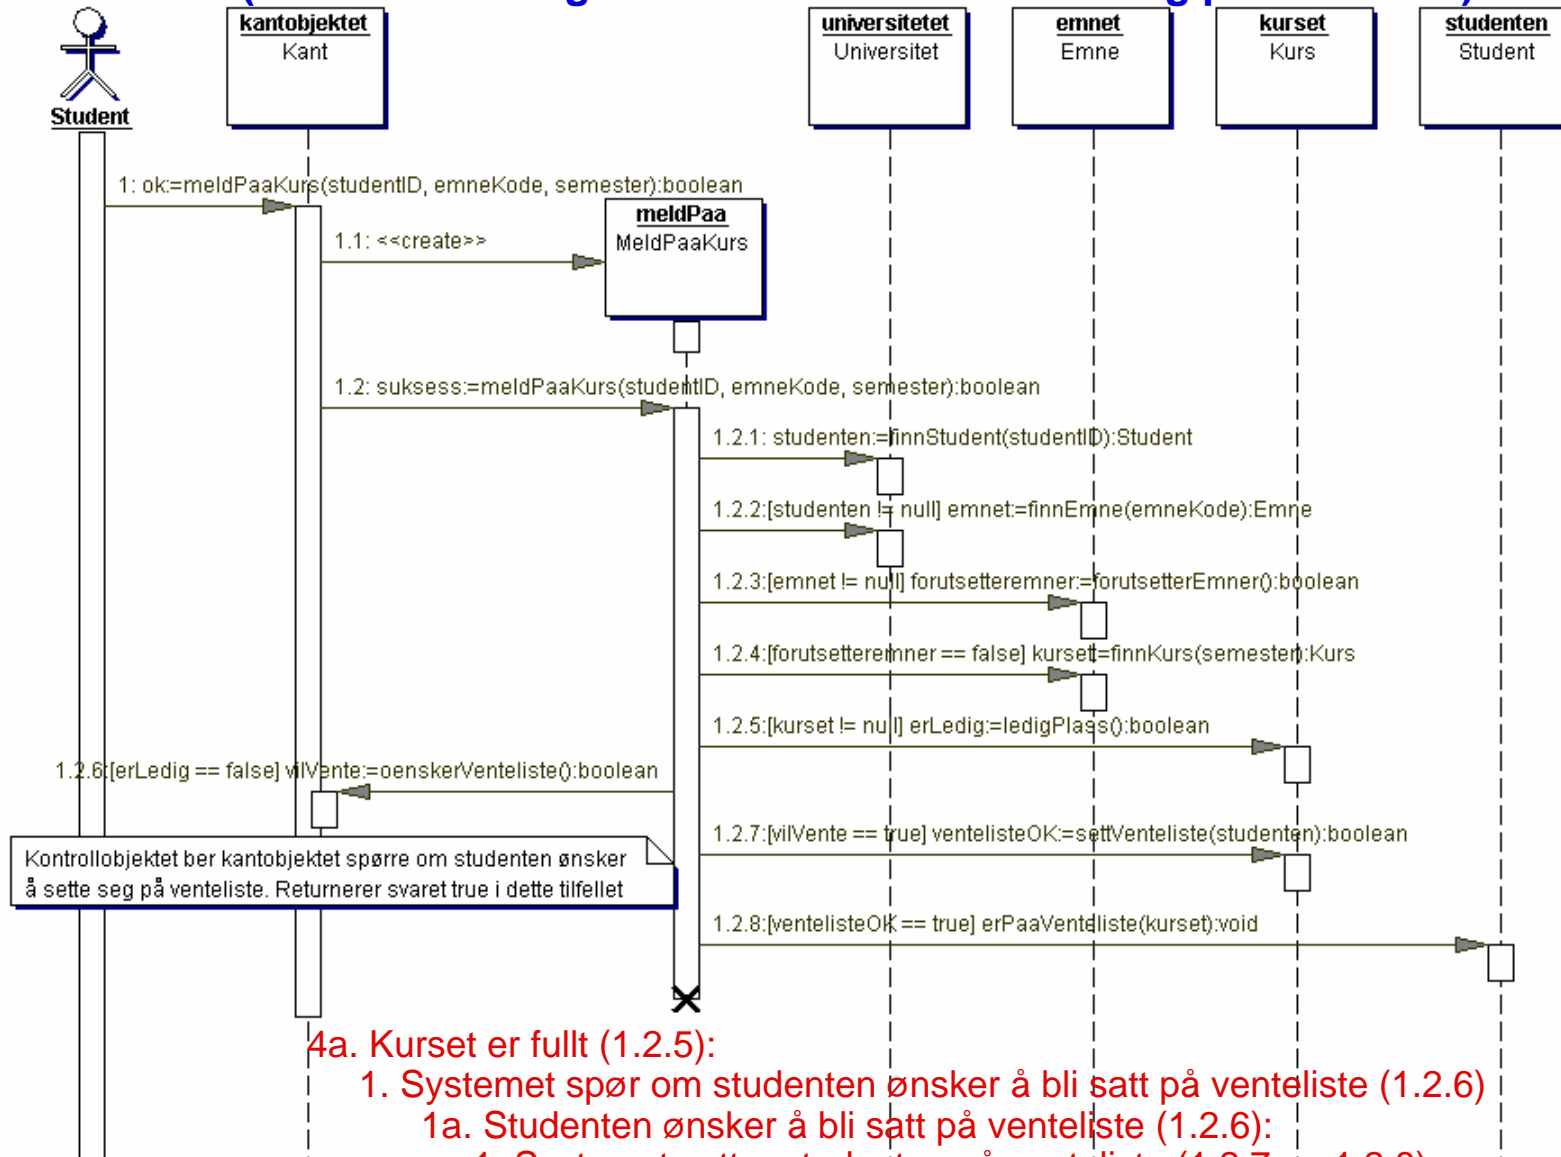 kantobjektet
Kant
universitetet
Universitet
emnet
Emne
kurset
Kurs
studenten
Student
Student
1: ok:=meldPaaKurs(studentID, emneKode, semester):boolean
meldPaa
MeldPaaKurs
1.1: <<create>>
1.2: suksess:=meldPaaKurs(studentID, emneKode, semester):boolean
1.2.1: studenten:=finnStudent(studentID):Student
1.2.2:[studenten != null] emnet:=finnEmne(emneKode):Emne
1.2.3:[emnet != null] forutsetteremner:=forutsetterEmner():boolean
1.2.4:[forutsetteremner == false] kurset:=finnKurs(semester):Kurs
1.2.5:[kurset != null] erLedig:=ledigPlass():boolean
1.2.6:[erLedig == false] vilVente:=oenskerVenteliste():boolean
1.2.7:[vilVente == true] ventelisteOK:=settVenteliste(studenten):boolean
Kontrollobjektet ber kantobjektet spørre om studenten ønsker
å sette seg på venteliste. Returnerer svaret true i dette tilfellet
1.2.8:[ventelisteOK == true] erPaaVenteliste(kurset):void
4a. Kurset er fullt (1.2.5):
1. Systemet spør om studenten ønsker å bli satt på venteliste (1.2.6)
1a. Studenten ønsker å bli satt på venteliste (1.2.6):